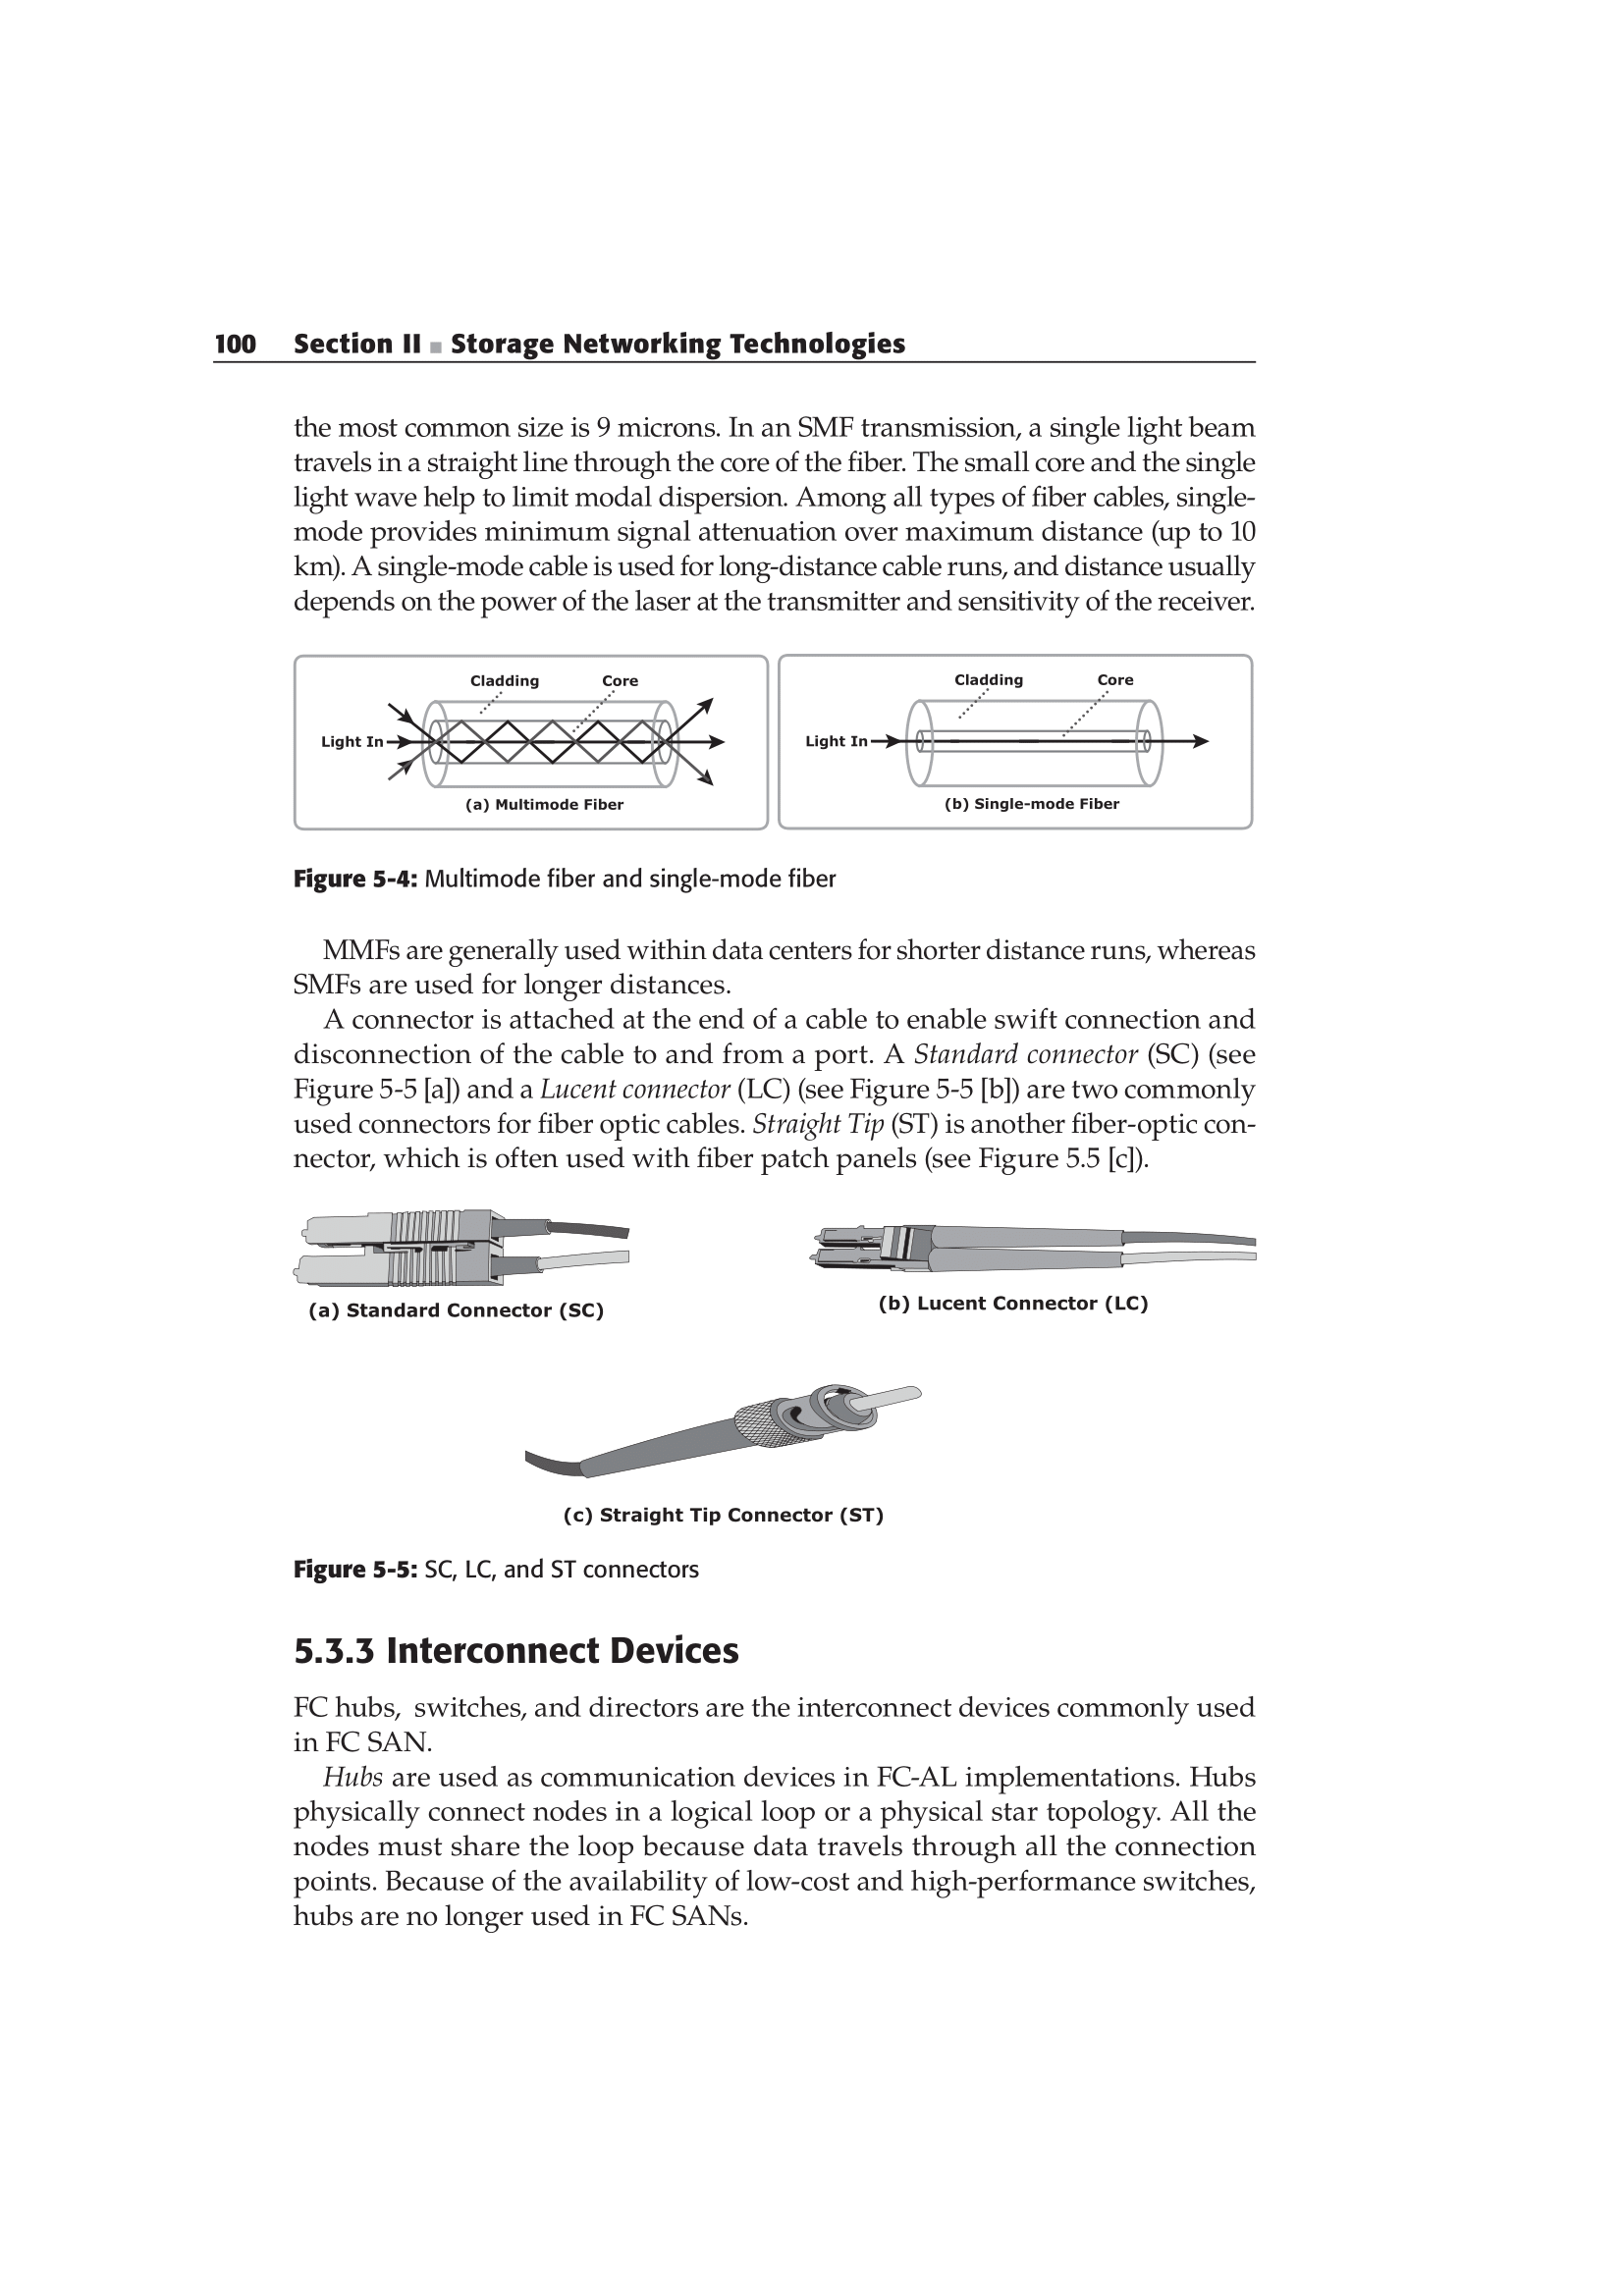 100 Section II ■ Storage Networking Technologies
the most common size is 9 microns. In an SMF transmission, a single light beam
travels in a straight line through the core of the fiber. The small core and the single
light wave help to limit modal dispersion. Among all types of fiber cables, single-
mode provides minimum signal attenuation over maximum distance (up to 10
km). A single-mode cable is used for long-distance cable runs, and distance usually
depends on the power of the laser at the transmitter and sensitivity of the receiver.
Cladding Core
Light In
(a) Multimode Fiber
Cladding Core
Light In
(b) Single-mode Fiber
Figure 5-4: Multimode fiber and single-mode fiber
MMFs are generally used within data centers for shorter distance runs, whereas
SMFs are used for longer distances.
A connector is attached at the end of a cable to enable swift connection and
disconnection of the cable to and from a port. A Standard connector (SC) (see
Figure 5-5 [a]) and a Lucent connector (LC) (see Figure 5-5 [b]) are two commonly
used connectors for fiber optic cables. Straight Tip (ST) is another fiber-optic con-
nector, which is often used with fiber patch panels (see Figure 5.5 [c]).
(a) Standard Connector (SC)
(b) Lucent Connector (LC)
(c) Straight Tip Connector (ST)
Figure 5-5: SC, LC, and ST connectors
5.3.3 Interconnect Devices
FC hubs, switches, and directors are the interconnect devices commonly used
in FC SAN.
Hubs are used as communication devices in FC-AL implementations. Hubs
physically connect nodes in a logical loop or a physical star topology. All the
nodes must share the loop because data travels through all the connection
points. Because of the availability of low-cost and high-performance switches,
hubs are no longer used in FC SANs.